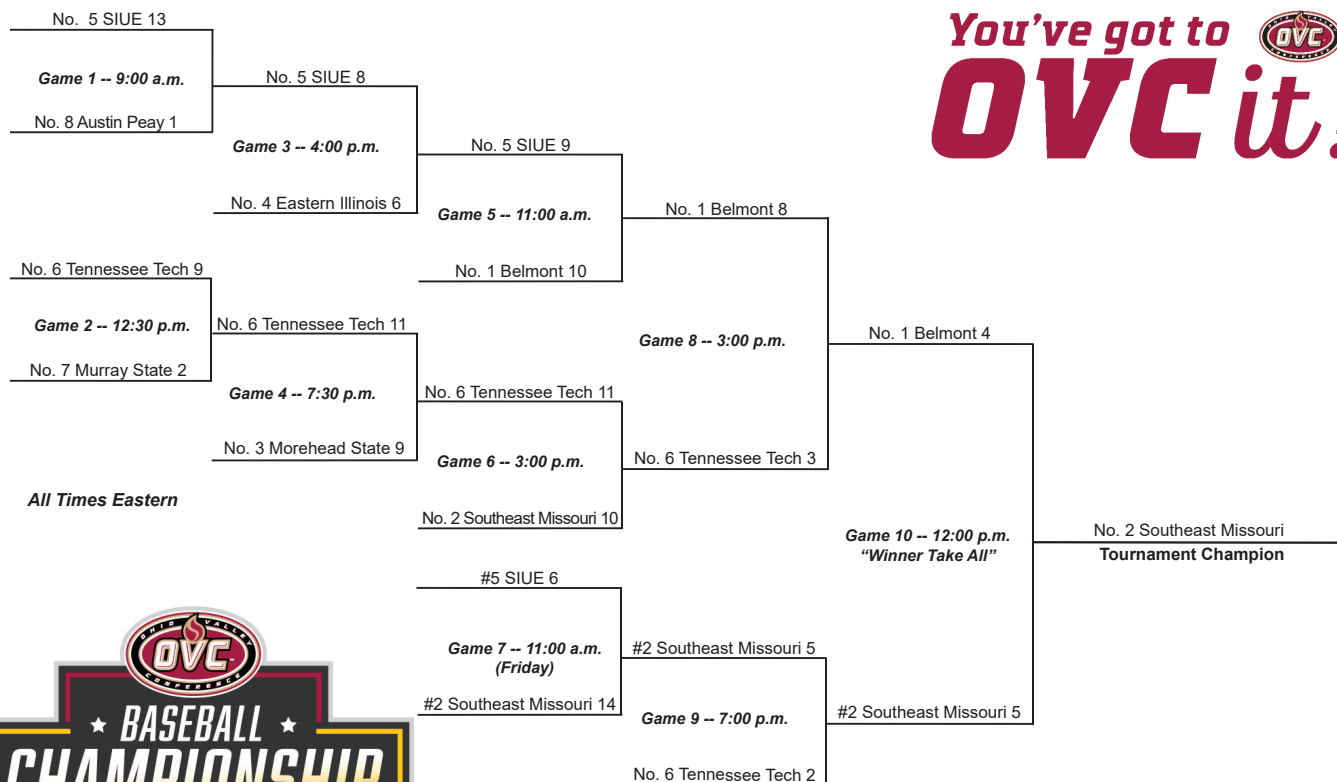 You've got to
OVC it
OHIO VALLEY
OVC
CONFERENCE
No. 5 SIUE 13
Game 1 -- 9:00 a.m.
No. 8 Austin Peay 1
No. 5 SIUE 8
Game 3 -- 4:00 p.m.
No. 4 Eastern Illinois 6
No. 5 SIUE 9
Game 5 -- 11:00 a.m.
No. 1 Belmont 10
No. 1 Belmont 8
No. 6 Tennessee Tech 9
Game 2 -- 12:30 p.m.
No. 7 Murray State 2
No. 6 Tennessee Tech 11
Game 4 -- 7:30 p.m.
No. 3 Morehead State 9
No. 6 Tennessee Tech 11
Game 6 -- 3:00 p.m.
No. 2 Southeast Missouri 10
Game 8 -- 3:00 p.m.
No. 6 Tennessee Tech 3
No. 1 Belmont 4
All Times Eastern
Game 10 -- 12:00 p.m.
“Winner Take All”
No. 2 Southeast Missouri
Tournament Champion
#5 SIUE 6
Game 7 -- 11:00 a.m.
(Friday)
#2 Southeast Missouri 14
#2 Southeast Missouri 5
Game 9 -- 7:00 p.m.
No. 6 Tennessee Tech 2
#2 Southeast Missouri 5
OHIO VALLEY
OVC
CONFERENCE
BASEBALL
CHAMPIONSHIP